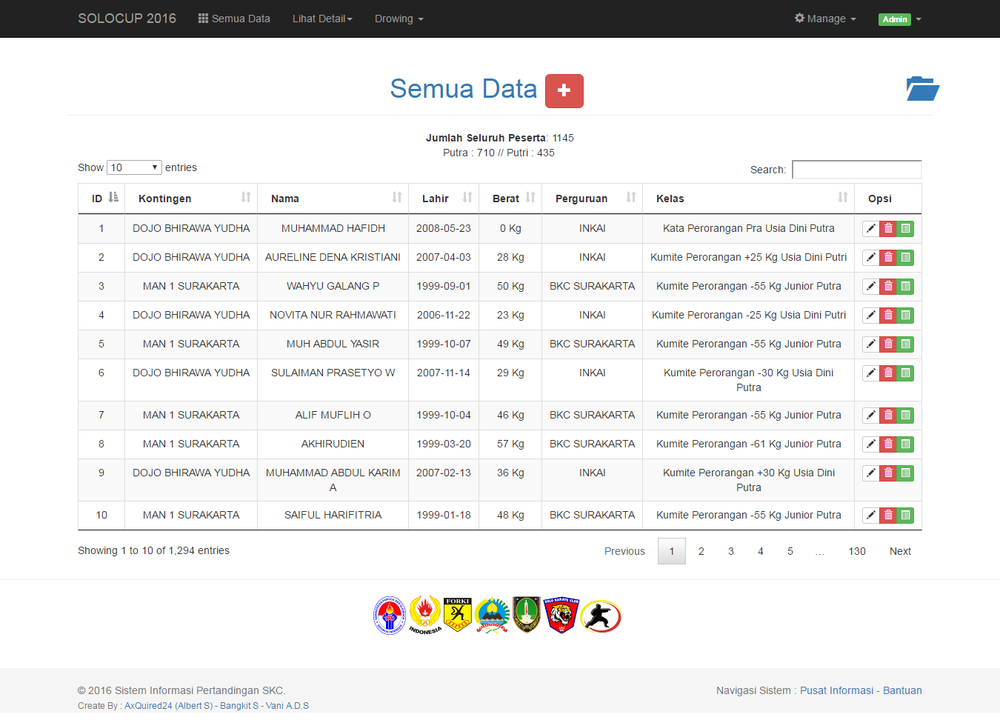 SOLOCUP 2016 Semua Data Lihat Detail Drowing Manage Admin
Semua Data
Jumlah Seluruh Peserta: 1145
Putra : 710 // Putri : 435
Show 10 entries Search:
ID Kontingen Nama Lahir Berat Perguruan Kelas Opsi
1 DOJO BHIRAWA YUDHA MUHAMMAD HAFIDH 2008-05-23 0 Kg INKAI Kata Perorangan Pra Usia Dini Putra
2 DOJO BHIRAWA YUDHA AURELINE DENA KRISTIANI 2007-04-03 28 Kg INKAI Kumite Perorangan +25 Kg Usia Dini Putri
3 MAN 1 SURAKARTA WAHYU GALANG P 1999-09-01 50 Kg BKC SURAKARTA Kumite Perorangan -55 Kg Junior Putra
4 DOJO BHIRAWA YUDHA NOVITA NUR RAHMAWATI 2006-11-22 23 Kg INKAI Kumite Perorangan -25 Kg Usia Dini Putri
5 MAN 1 SURAKARTA MUH ABDUL YASIR 1999-10-07 49 Kg BKC SURAKARTA Kumite Perorangan -55 Kg Junior Putra
6 DOJO BHIRAWA YUDHA SULAIMAN PRASETYO W 2007-11-14 29 Kg INKAI Kumite Perorangan -30 Kg Usia Dini
Putra
7 MAN 1 SURAKARTA ALIF MUFLIH O 1999-10-04 46 Kg BKC SURAKARTA Kumite Perorangan -55 Kg Junior Putra
8 MAN 1 SURAKARTA AKHIRUDIEN 1999-03-20 57 Kg BKC SURAKARTA Kumite Perorangan -61 Kg Junior Putra
9 DOJO BHIRAWA YUDHA MUHAMMAD ABDUL KARIM 2007-02-13 36 Kg INKAI Kumite Perorangan +30 Kg Usia Dini
A Putra
10 MAN 1 SURAKARTA SAIFUL HARIFITRIA 1999-01-18 48 Kg BKC SURAKARTA Kumite Perorangan -55 Kg Junior Putra
Showing 1 to 10 of 1,294 entries Previous 1 2 3 4 5 … 130 Next
FORKI
SOLO KARATE CLUB
INDONESIA
© 2016 Sistem Informasi Pertandingan SKC. Navigasi Sistem : Pusat Informasi - Bantuan
Create By : AxQuired24 (Albert S) - Bangkit S - Vani A.D.S